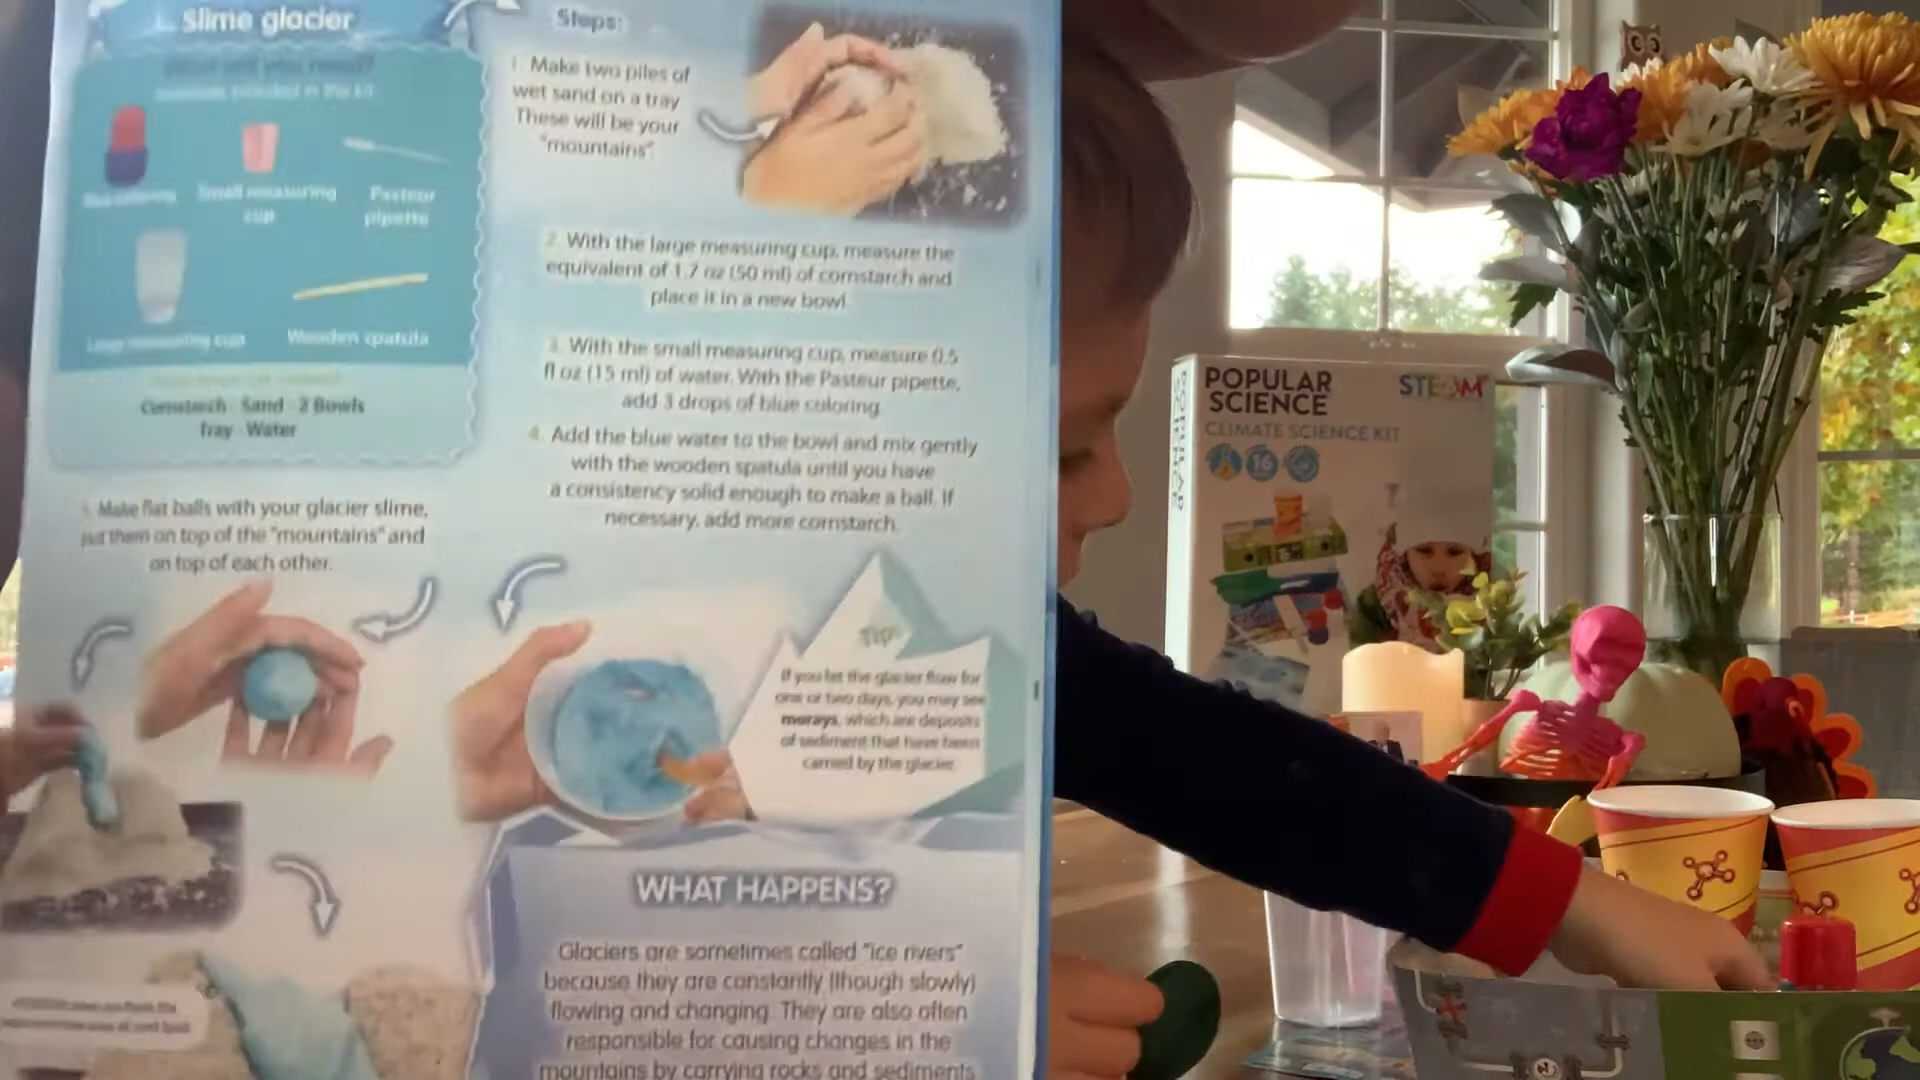 Slime glacier
Small measuring
cup
Pasteur
pipette
Large measuring cup
Wooden spatula
Cornstarch · Sand · 2 Bowls
Tray · Water
Steps:
1. Make two piles of
wet sand on a tray
These will be your
"mountains".
2. With the large measuring cup, measure the
equivalent of 1.7 oz (50 ml) of cornstarch and
place it in a new bowl
3. With the small measuring cup, measure 0.5
fl oz (15 ml) of water. With the Pasteur pipette,
add 3 drops of blue coloring.
4. Add the blue water to the bowl and mix gently
with the wooden spatula until you have
a consistency solid enough to make a ball. If
necessary, add more cornstarch.
Make flat balls with your glacier slime,
put them on top of the "mountains" and
on top of each other.
TIP:
If you let the glacier flow for
one or two days, you may see
morays, which are deposits
of sediment that have been
carried by the glacier.
WHAT HAPPENS?
Glaciers are sometimes called "ice rivers"
because they are constantly (though slowly)
flowing and changing. They are also often
responsible for causing changes in the
mountains by carrying rocks and sediments
POPULAR
SCIENCE
STEAM
CLIMATE SCIENCE KIT
16
POPULAR
SCIENCE